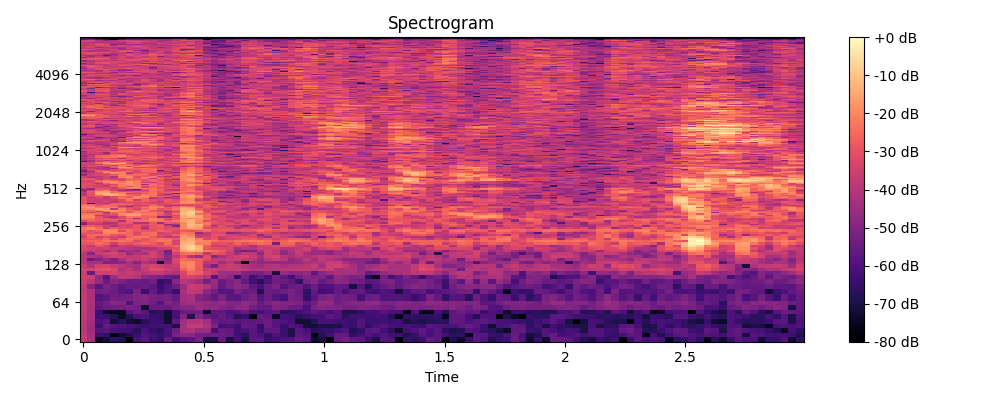 Spectrogram
Hz
4096
2048
1024
512
256
128
64
0
0
0.5
1
1.5
2
2.5
Time
+0 dB
-10 dB
-20 dB
-30 dB
-40 dB
-50 dB
-60 dB
-70 dB
-80 dB